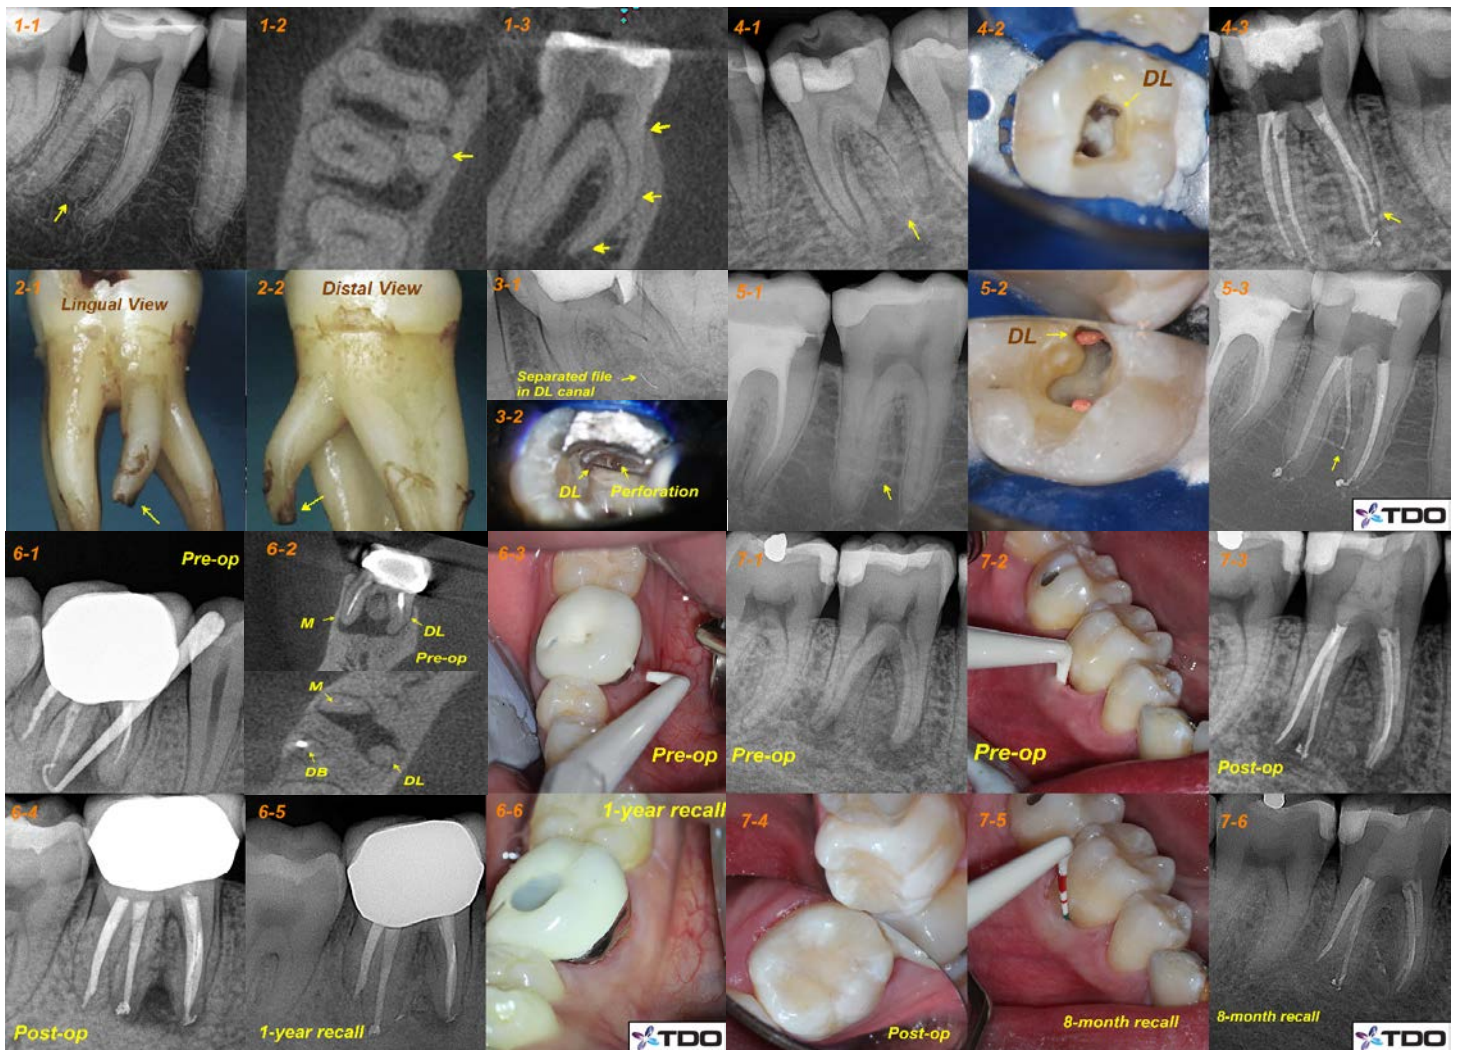 1-1
1-2
1-3
4-1
4-2
DL
4-3
2-1
Lingual View
2-2
Distal View
3-1
Separated file
in DL canal
3-2
DL
Perforation
5-1
5-2
DL
5-3
TDO
6-1
Pre-op
6-2
M
DL
Pre-op
M
DB
DL
6-3
Pre-op
7-1
Pre-op
7-2
Pre-op
7-3
Post-op
6-4
Post-op
6-5
1-year recall
6-6
1-year recall
TDO
7-4
Post-op
7-5
8-month recall
7-6
8-month recall
TDO